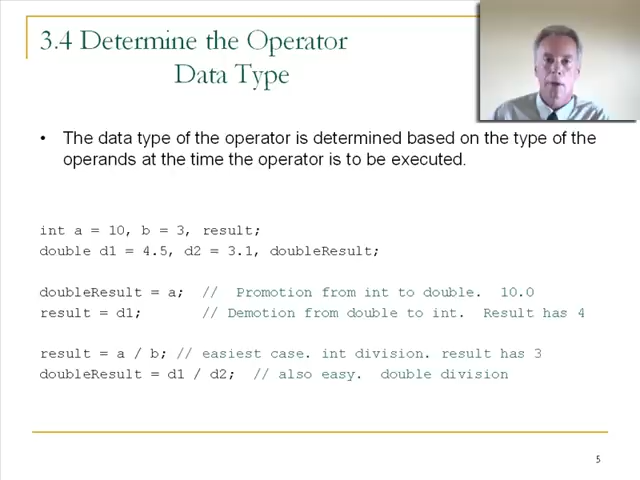 3.4 Determine the Operator
Data Type
• The data type of the operator is determined based on the type of the
operands at the time the operator is to be executed.
int a = 10, b = 3, result;
double d1 = 4.5, d2 = 3.1, doubleResult;
doubleResult = a; // Promotion from int to double. 10.0
result = d1; // Demotion from double to int. Result has 4
result = a / b; // easiest case. int division. result has 3
doubleResult = d1 / d2; // also easy. double division
5